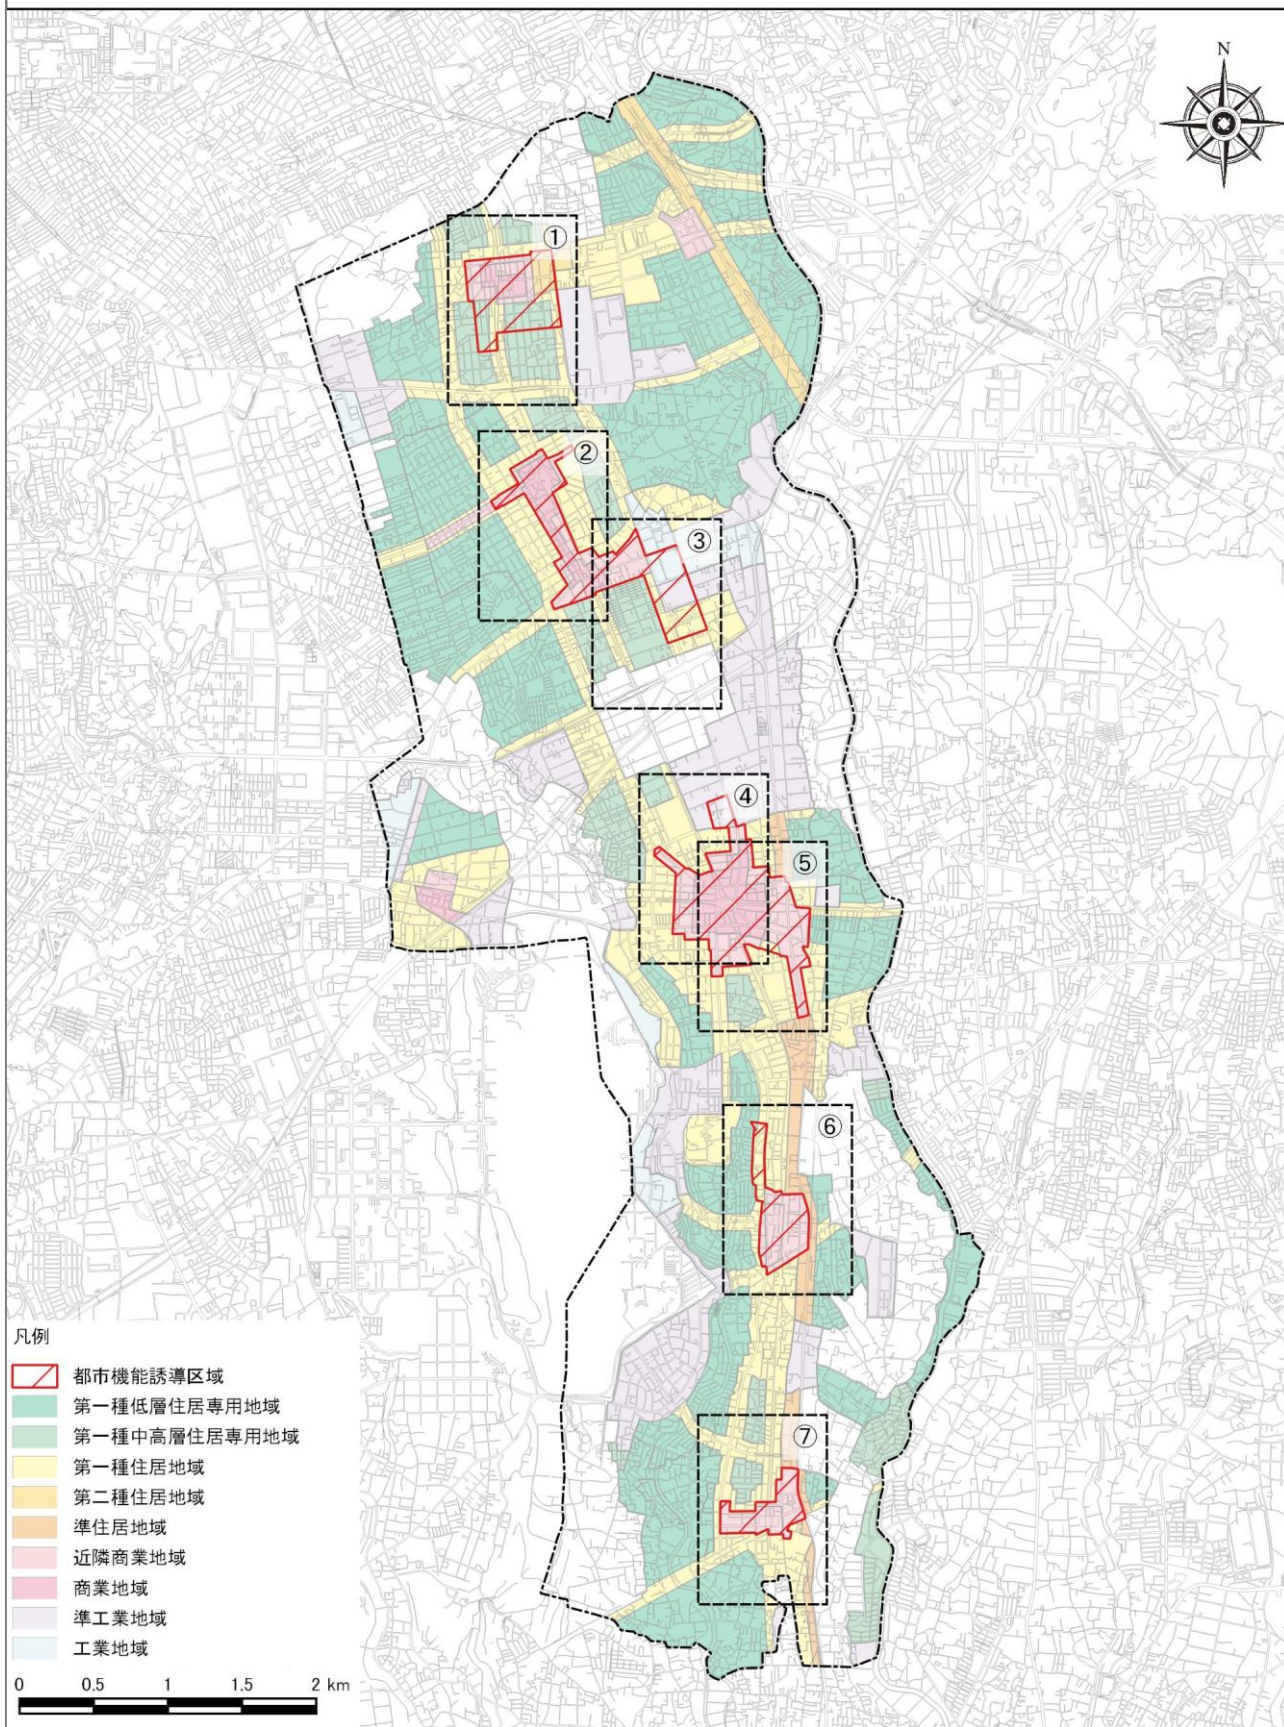 N
①
②
③
④
⑤
⑥
⑦
凡例
都市機能誘導区域
第一種低層住居専用地域
第一種中高層住居専用地域
第一種住居地域
第二種住居地域
準住居地域
近隣商業地域
商業地域
準工業地域
工業地域
0 0.5 1 1.5 2 km